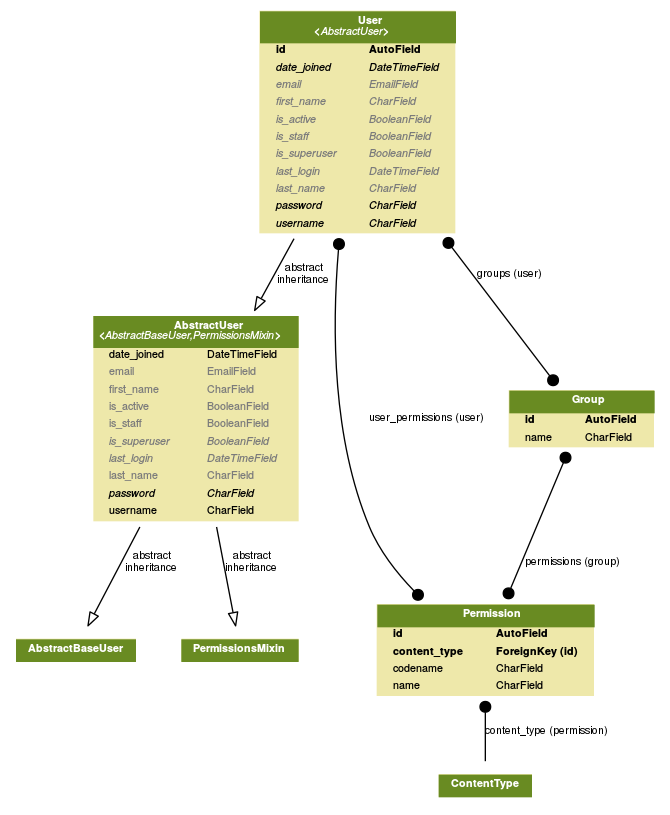 User
<AbstractUser>
id AutoField
date_joined DateTimeField
email EmailField
first_name CharField
is_active BooleanField
is_staff BooleanField
is_superuser BooleanField
last_login DateTimeField
last_name CharField
password CharField
username CharField
abstract
inheritance
groups (user)
AbstractUser
<AbstractBaseUser,PermissionsMixin>
date_joined DateTimeField
email EmailField
first_name CharField
is_active BooleanField
is_staff BooleanField
is_superuser BooleanField
last_login DateTimeField
last_name CharField
password CharField
username CharField
user_permissions (user)
Group
id AutoField
name CharField
abstract
inheritance
abstract
inheritance
permissions (group)
AbstractBaseUser
PermissionsMixin
Permission
id AutoField
content_type ForeignKey (id)
codename CharField
name CharField
content_type (permission)
ContentType